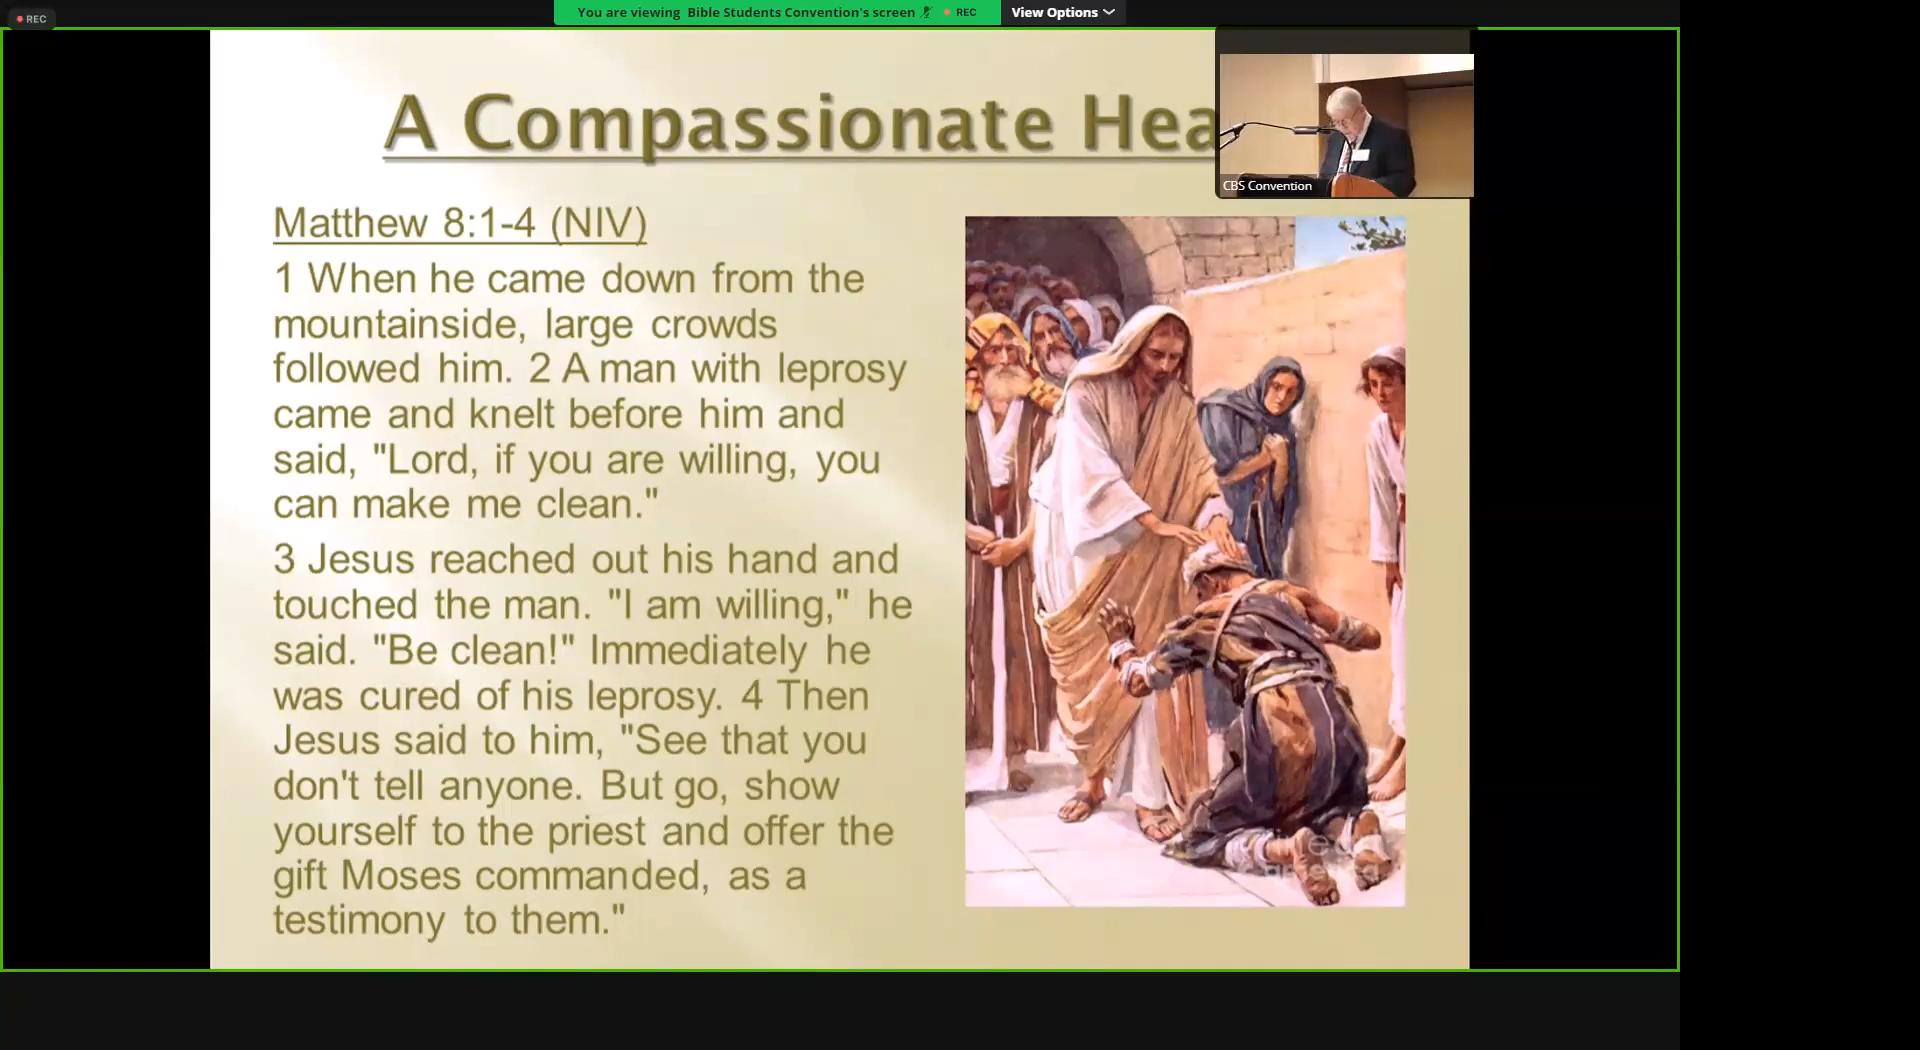 REC
You are viewing Bible Students Convention's screen
REC
View Options
A Compassionate Hea
CBS Convention
Matthew 8:1-4 (NIV)
1 When he came down from the
mountainside, large crowds
followed him. 2 A man with leprosy
came and knelt before him and
said, "Lord, if you are willing, you
can make me clean."
3 Jesus reached out his hand and
touched the man. "I am willing," he
said. "Be clean!" Immediately he
was cured of his leprosy. 4 Then
Jesus said to him, "See that you
don't tell anyone. But go, show
yourself to the priest and offer the
gift Moses commanded, as a
testimony to them."